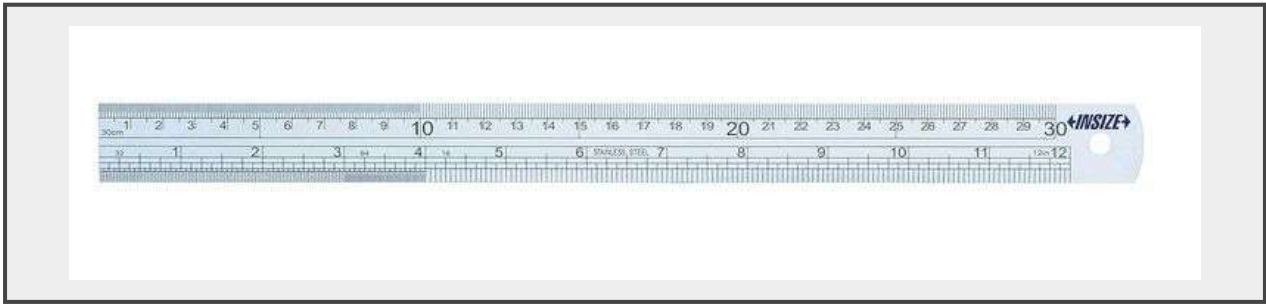 1 2 3 4 5 6 7 8 9 10 11 12 13 14 15 16 17 18 19 20 21 22 23 24 25 26 27 28 29 30 INSIZE
30cm
32 1 2 3 64 4 16 5 6 STAINLESS STEEL 7 8 9 10 11 12in 12